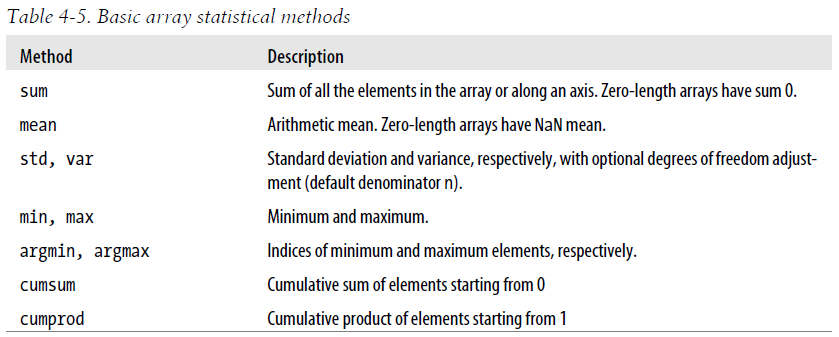 Table 4-5. Basic array statistical methods
Method Description
sum Sum of all the elements in the array or along an axis. Zero-length arrays have sum 0.
mean Arithmetic mean. Zero-length arrays have NaN mean.
std, var Standard deviation and variance, respectively, with optional degrees of freedom adjust-
ment (default denominator n).
min, max Minimum and maximum.
argmin, argmax Indices of minimum and maximum elements, respectively.
cumsum Cumulative sum of elements starting from 0
cumprod Cumulative product of elements starting from 1